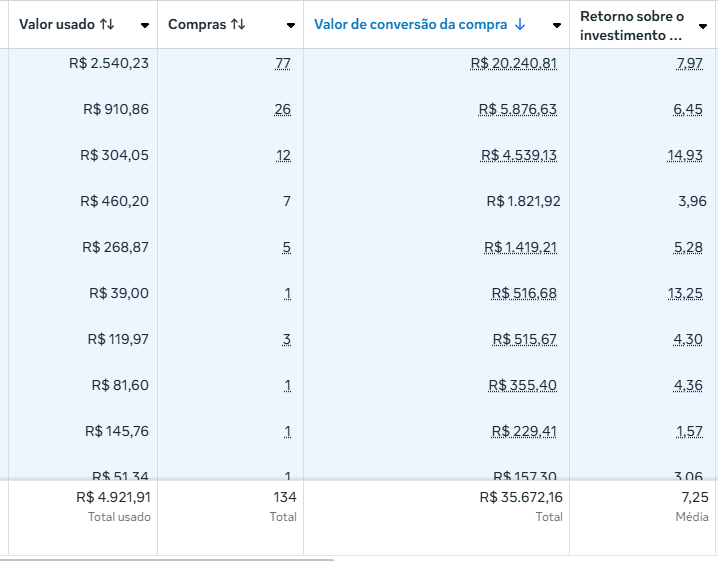 Valor usado ↑↓ Compras ↑↓ Valor de conversão da compra ↓ Retorno sobre o
investimento ...
R$ 2.540,23 77 R$ 20.240,81 7,97
R$ 910,86 26 R$ 5.876,63 6,45
R$ 304,05 12 R$ 4.539,13 14,93
R$ 460,20 7 R$ 1.821,92 3,96
R$ 268,87 5 R$ 1.419,21 5,28
R$ 39,00 1 R$ 516,68 13,25
R$ 119,97 3 R$ 515,67 4,30
R$ 81,60 1 R$ 355,40 4,36
R$ 145,76 1 R$ 229,41 1,57
R$ 51,34 1 R$ 157,30 3,06
R$ 4.921,91 134 R$ 35.672,16 7,25
Total usado Total Total Média